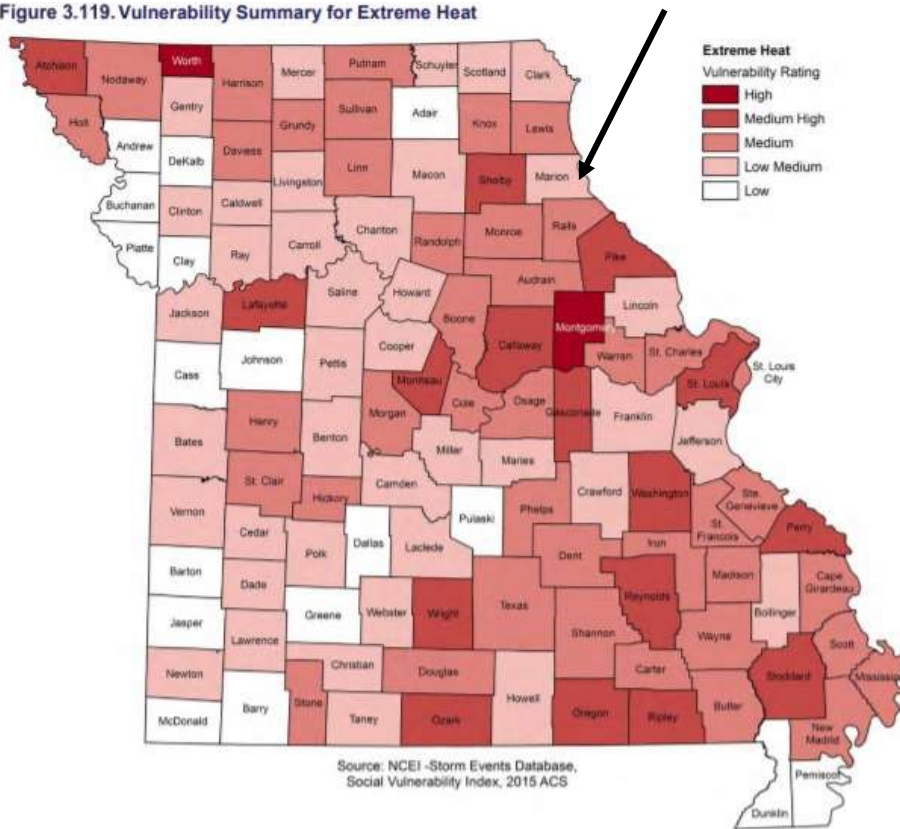 Figure 3.119. Vulnerability Summary for Extreme Heat
Extreme Heat
Vulnerability Rating
High
Medium High
Medium
Low Medium
Low
Atchison
Nodaway
Worth
Harrison
Mercer
Putnam
Schuyler
Scotland
Clark
Holt
Andrew
Gentry
DeKalb
Daviess
Grundy
Sullivan
Adair
Knox
Lewis
Buchanan
Clinton
Caldwell
Livingston
Linn
Macon
Shelby
Marion
Platte
Clay
Ray
Carroll
Chariton
Randolph
Monroe
Ralls
Pike
Audrain
Jackson
Lafayette
Saline
Howard
Boone
Callaway
Montgomery
Lincoln
Cass
Johnson
Pettis
Cooper
Moniteau
Cole
Osage
Gasconade
Warren
St. Charles
St. Louis
St. Louis
City
Franklin
Jefferson
Bates
Henry
Benton
Morgan
Miller
Maries
Vernon
St. Clair
Hickory
Camden
Pulaski
Phelps
Crawford
Washington
St.
Francois
Ste.
Genevieve
Perry
Barton
Cedar
Polk
Dallas
Laclede
Dent
Iron
Madison
Cape
Girardeau
Bollinger
Jasper
Dade
Greene
Webster
Wright
Texas
Shannon
Reynolds
Wayne
Scott
Mississip
Newton
Lawrence
Christian
Douglas
Howell
Carter
Butler
Stoddard
McDonald
Barry
Stone
Taney
Ozark
Oregon
Ripley
New
Madrid
Pemiscot
Dunklin
Source: NCEI -Storm Events Database,
Social Vulnerability Index, 2015 ACS